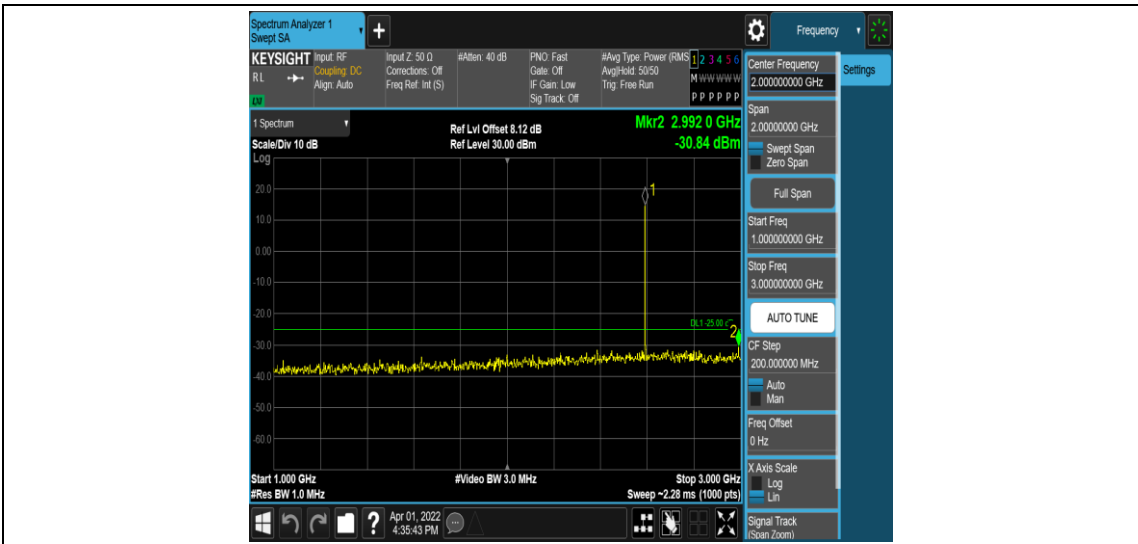 Spectrum Analyzer 1
Swept SA
+
Frequency
KEYSIGHT
RL
LXI
Input: RF
Coupling: DC
Align: Auto
Input Z: 50 Ω
Corrections: Off
Freq Ref: Int (S)
#Atten: 40 dB
PNO: Fast
Gate: Off
IF Gain: Low
Sig Track: Off
#Avg Type: Power (RMS
Avg|Hold: 50/50
Trig: Free Run
1 2 3 4 5 6
M W W W W W
P P P P P P
1 Spectrum
Scale/Div 10 dB
Log
Ref Lvl Offset 8.12 dB
Ref Level 30.00 dBm
Mkr2 2.992 0 GHz
-30.84 dBm
1
20.0
10.0
0.00
-10.0
-20.0
DL1 -25.00
2
-30.0
-40.0
-50.0
-60.0
Start 1.000 GHz
#Res BW 1.0 MHz
#Video BW 3.0 MHz
Stop 3.000 GHz
Sweep ~2.28 ms (1000 pts)
?
Apr 01, 2022
4:35:43 PM
Center Frequency
2.000000000 GHz
Settings
Span
2.00000000 GHz
Swept Span
Zero Span
Full Span
Start Freq
1.000000000 GHz
Stop Freq
3.000000000 GHz
AUTO TUNE
CF Step
200.000000 MHz
Auto
Man
Freq Offset
0 Hz
X Axis Scale
Log
Lin
Signal Track
(Span Zoom)